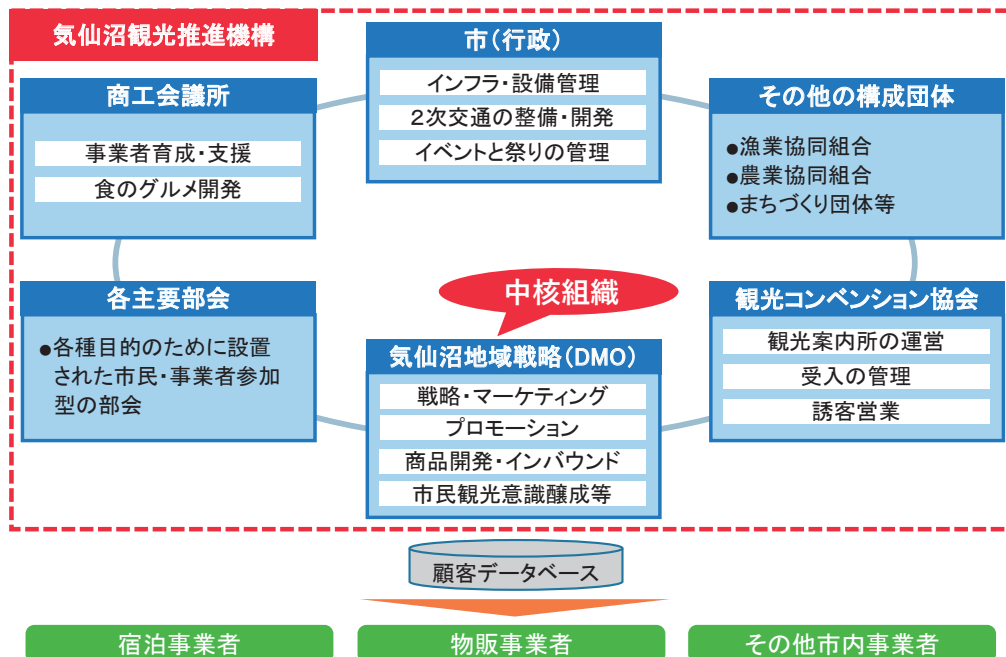 気仙沼観光推進機構
市(行政)
インフラ・設備管理
2次交通の整備・開発
イベントと祭りの管理
商工会議所
事業者育成・支援
食のグルメ開発
その他の構成団体
●漁業協同組合
●農業協同組合
●まちづくり団体等
各主要部会
●各種目的のために設置
された市民・事業者参加
型の部会
中核組織
気仙沼地域戦略(DMO)
戦略・マーケティング
プロモーション
商品開発・インバウンド
市民観光意識醸成等
観光コンベンション協会
観光案内所の運営
受入の管理
誘客営業
顧客データベース
宿泊事業者
物販事業者
その他市内事業者